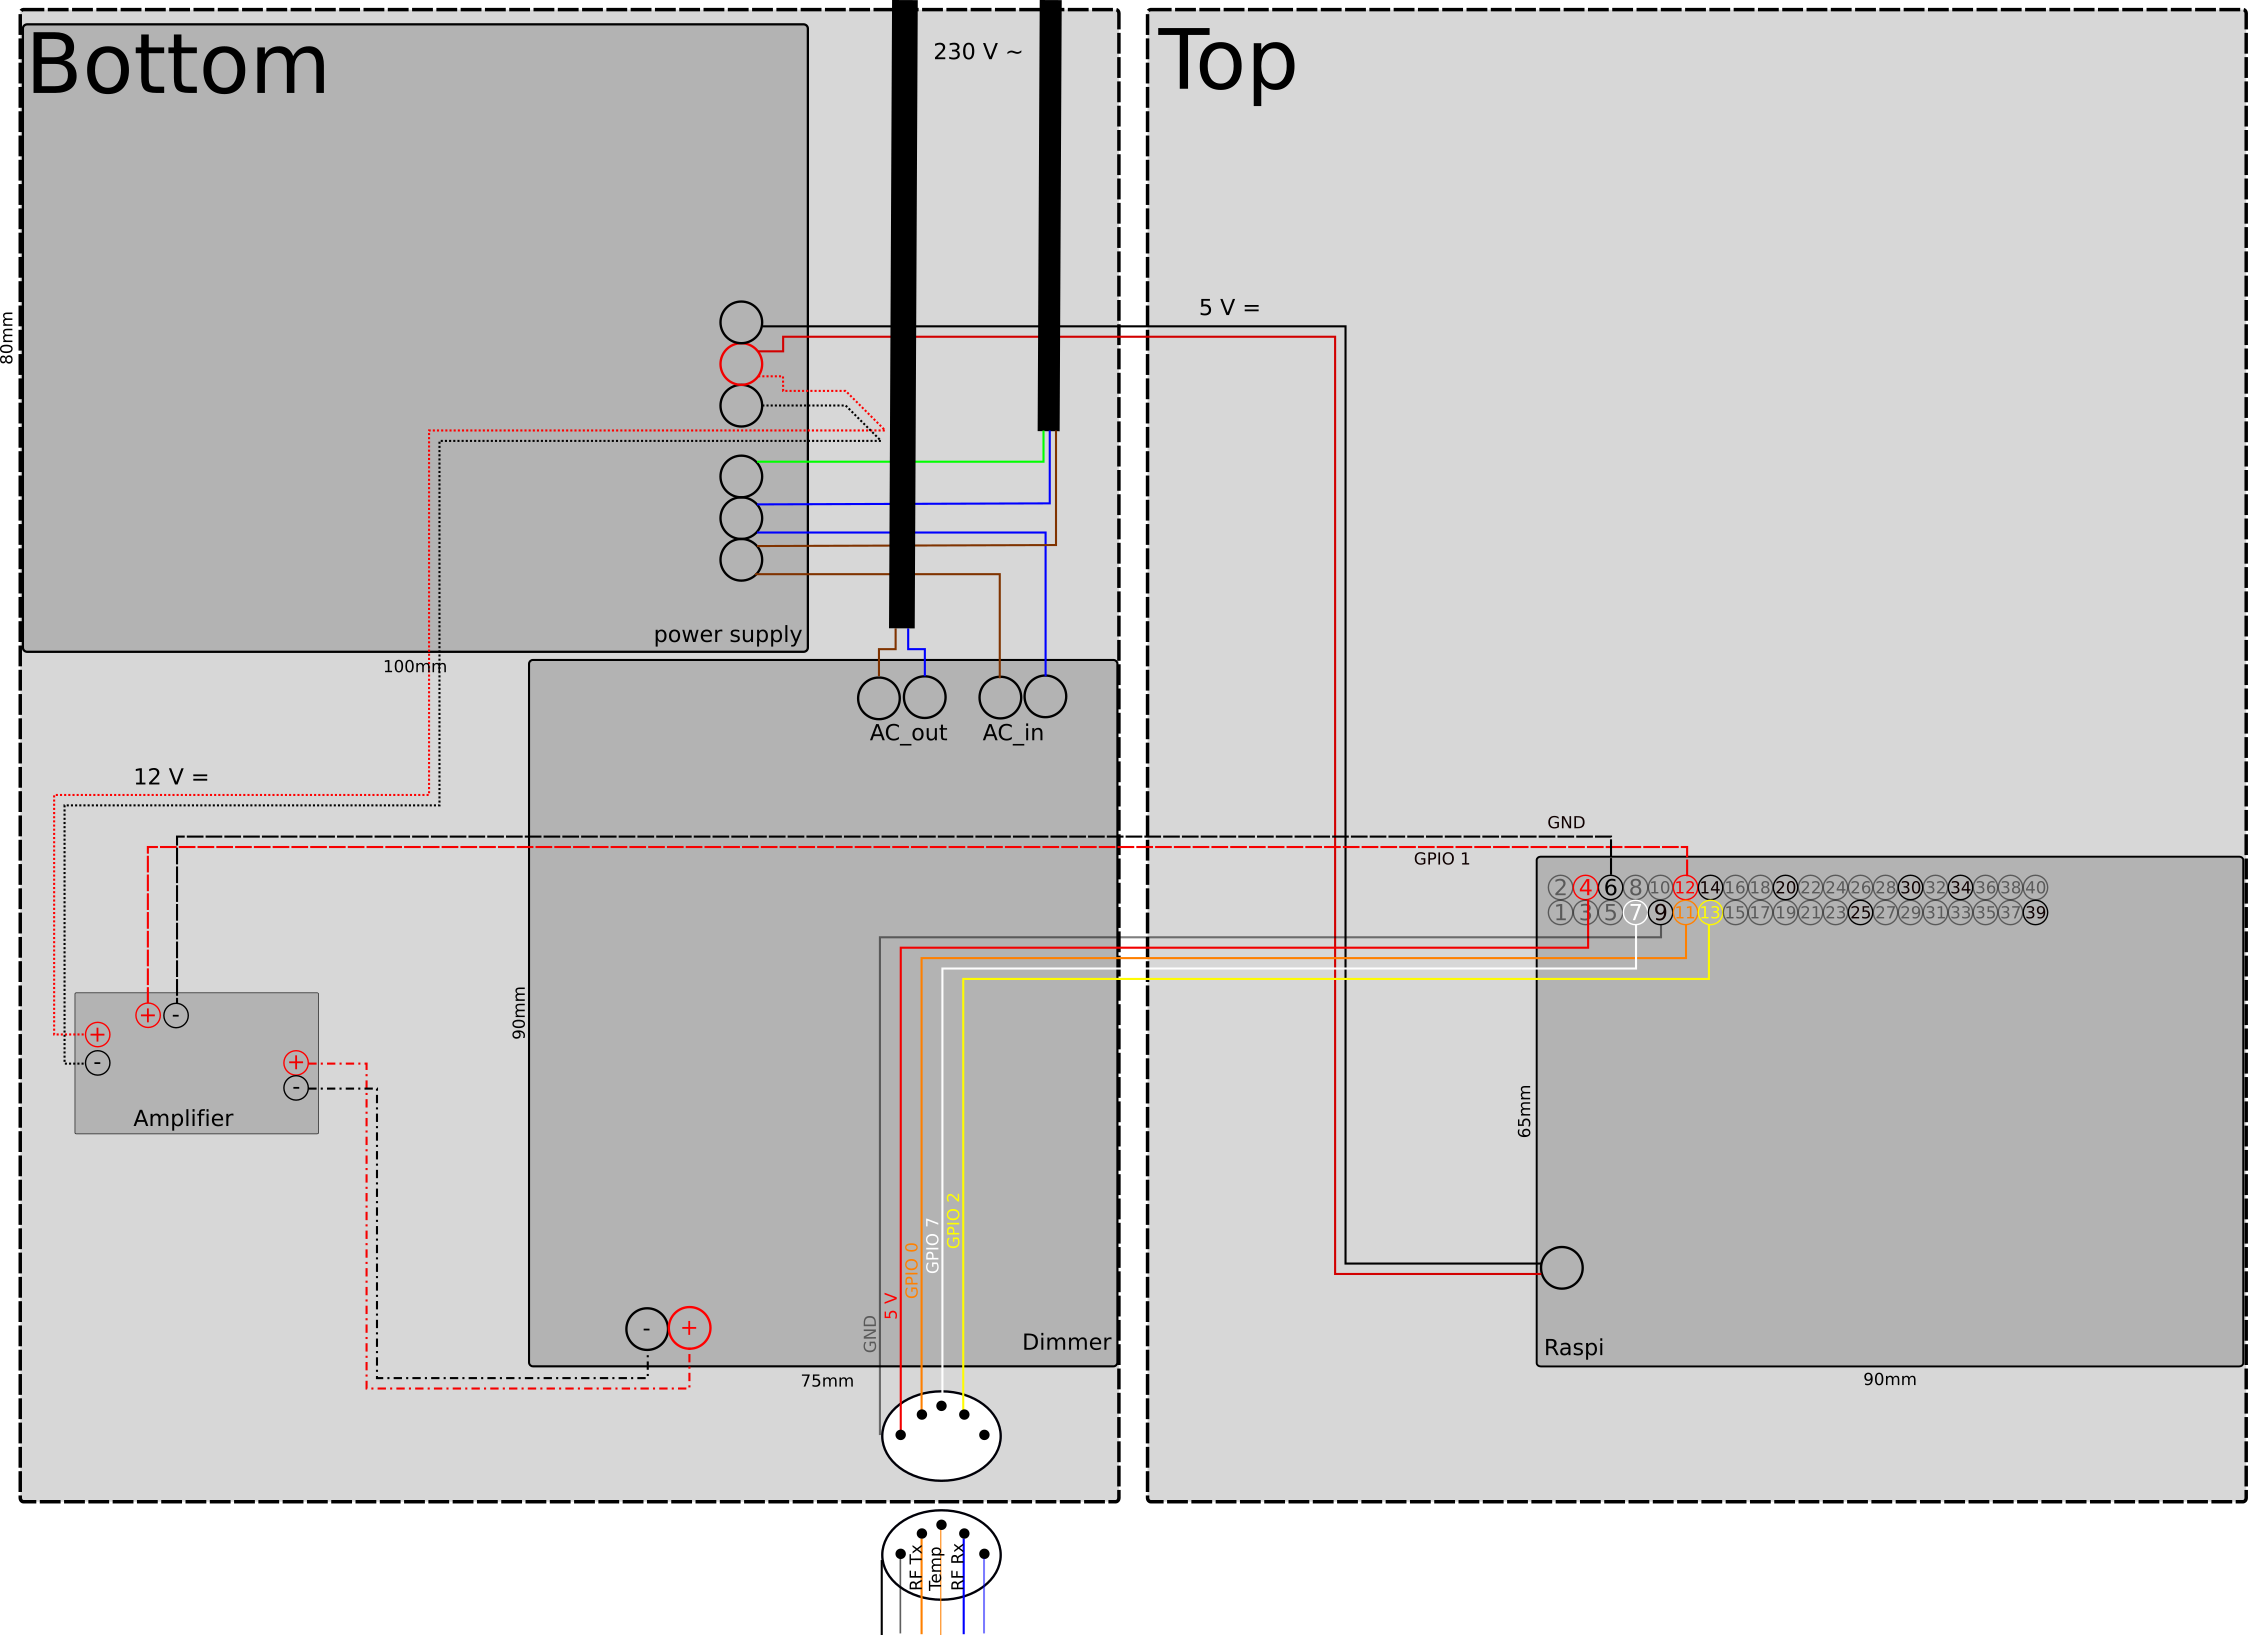 Bottom
230 V ~
Top
5 V =
80mm
power supply
100mm
AC_out
AC_in
12 V =
GND
GPIO 1
2 4 6 8 10 12 14 16 18 20 22 24 26 28 30 32 34 36 38 40
1 3 5 7 9 11 13 15 17 19 21 23 25 27 29 31 33 35 37 39
+ -
+
-
+
-
Amplifier
90mm
65mm
GND
5 V
GPIO 0
GPIO 7
GPIO 2
- +
Dimmer
Raspi
75mm
90mm
RF Tx
Temp
RF Rx